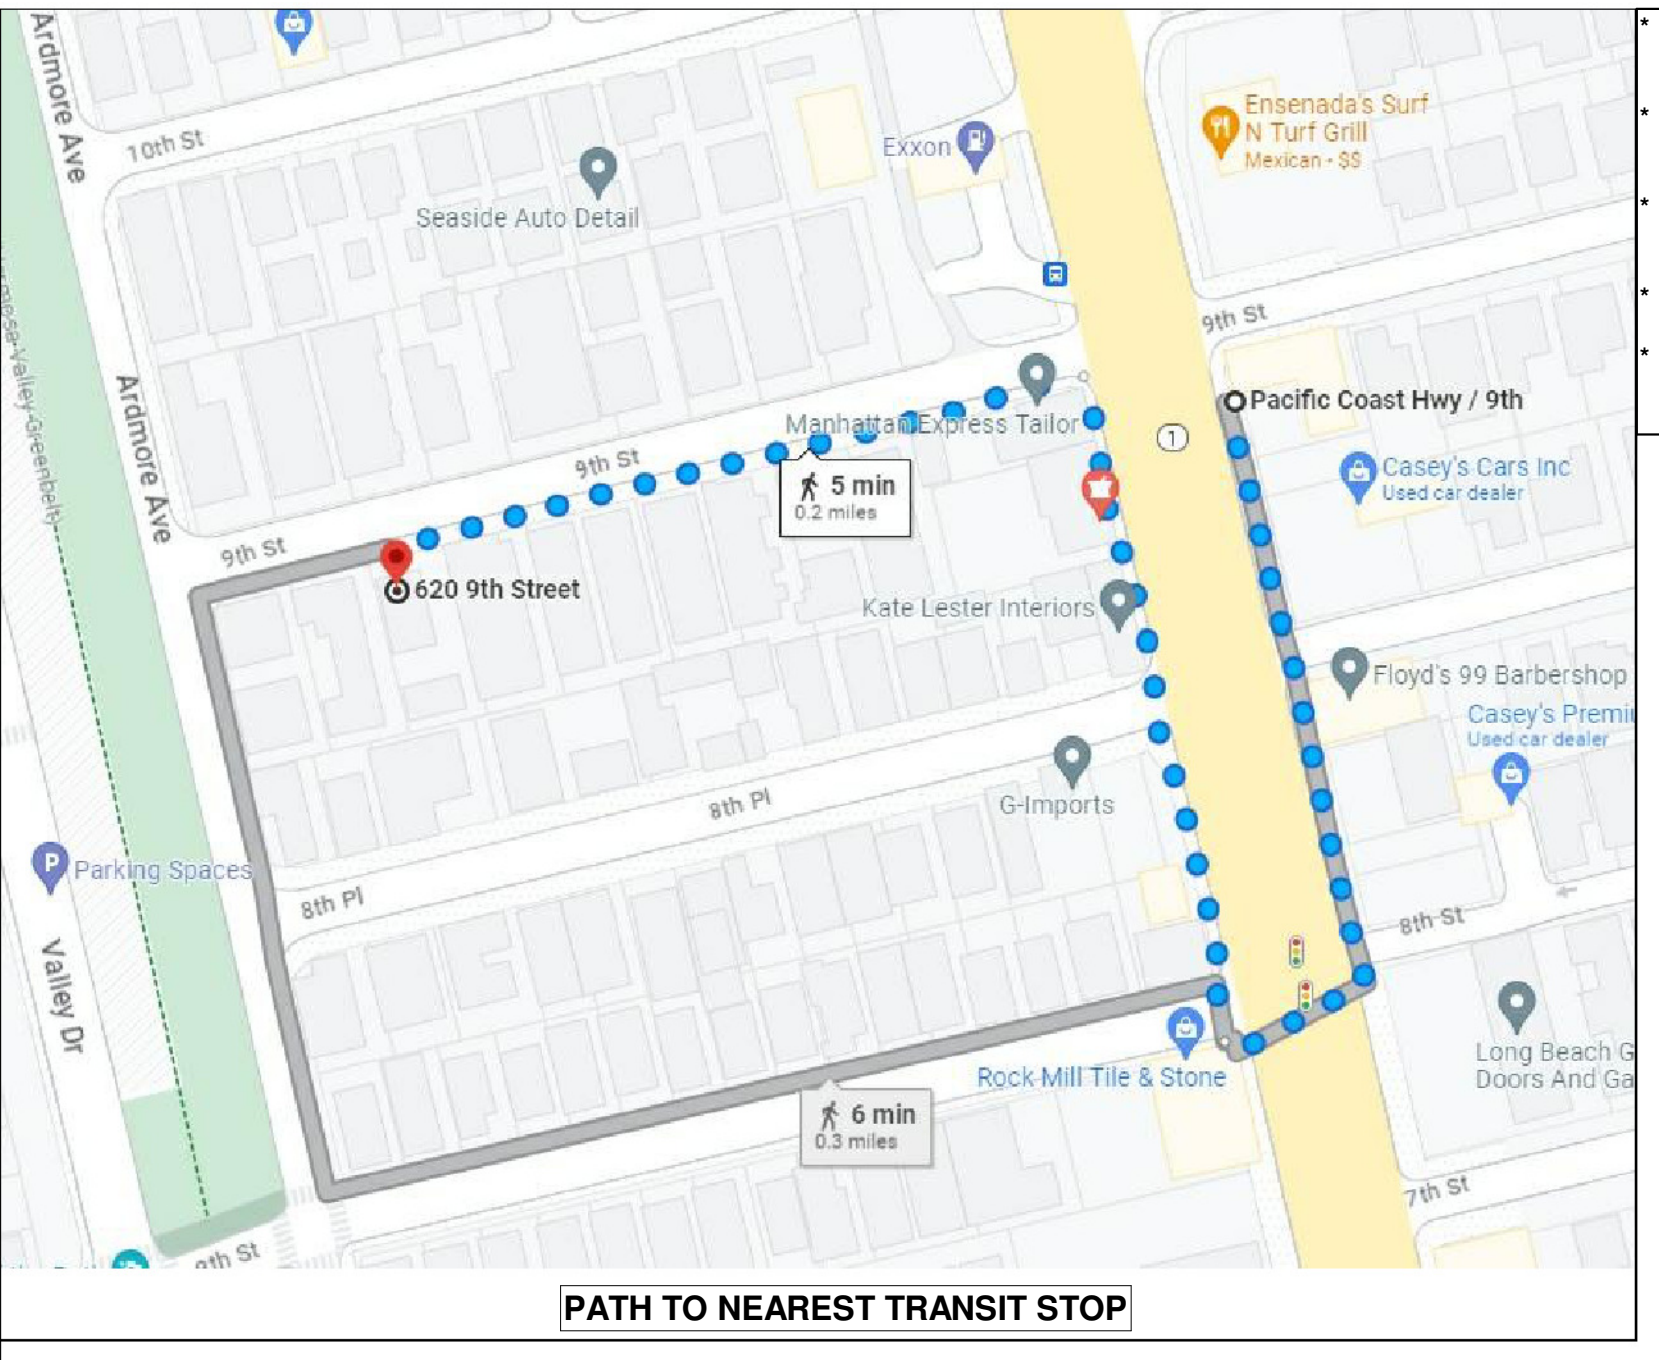 Ardmore Ave
10th St
Exxon
Ensenada's Surf
N Turf Grill
Mexican • $$
*
*
*
*
*
Seaside Auto Detail
9th St
Ardmore Ave
Manhattan Express Tailor
Pacific Coast Hwy / 9th
1
9th St
5 min
0.2 miles
Casey's Cars Inc
Used car dealer
9th St
620 9th Street
Kate Lester Interiors
Floyd's 99 Barbershop
Casey's Premi
Used car dealer
G-Imports
8th Pl
P
Parking Spaces
8th Pl
8th St
Valley Dr
Rock Mill Tile & Stone
Long Beach G
Doors And Ga
6 min
0.3 miles
7th St
8th St
PATH TO NEAREST TRANSIT STOP